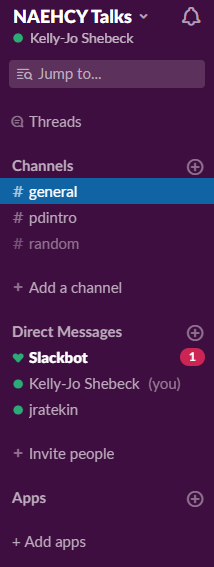 NAEHCY Talks
Kelly-Jo Shebeck
Jump to...
Threads
Channels
# general
# pdintro
# random
+ Add a channel
Direct Messages
Slackbot 1
Kelly-Jo Shebeck (you)
jratekin
+ Invite people
Apps
+ Add apps